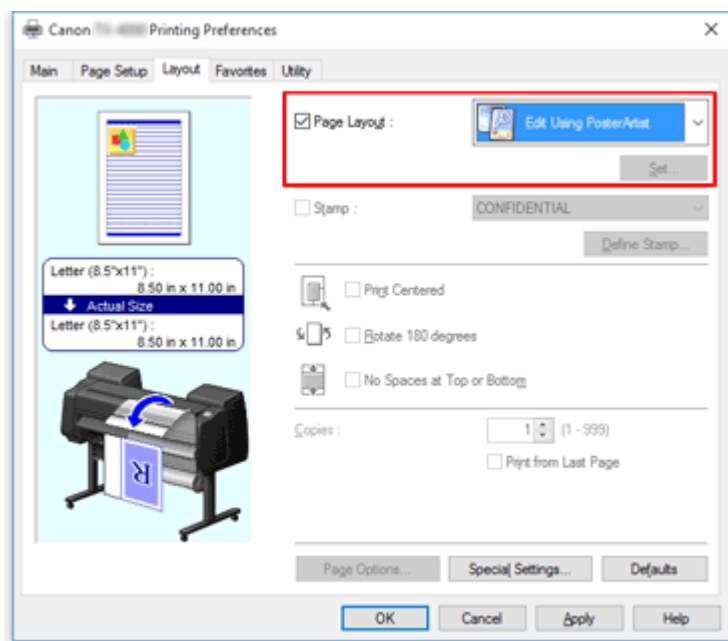 Canon Printing Preferences
Main Page Setup Layout Favorites Utility
Page Layout : Edit Using PosterArtist
Set...
Stamp : CONFIDENTIAL
Define Stamp...
Letter (8.5"x11") :
8.50 in x 11.00 in
Actual Size
Letter (8.5"x11") :
8.50 in x 11.00 in
Print Centered
Rotate 180 degrees
No Spaces at Top or Bottom
Copies : 1 (1 - 999)
Print from Last Page
R
Page Options... Special Settings... Defaults
OK Cancel Apply Help